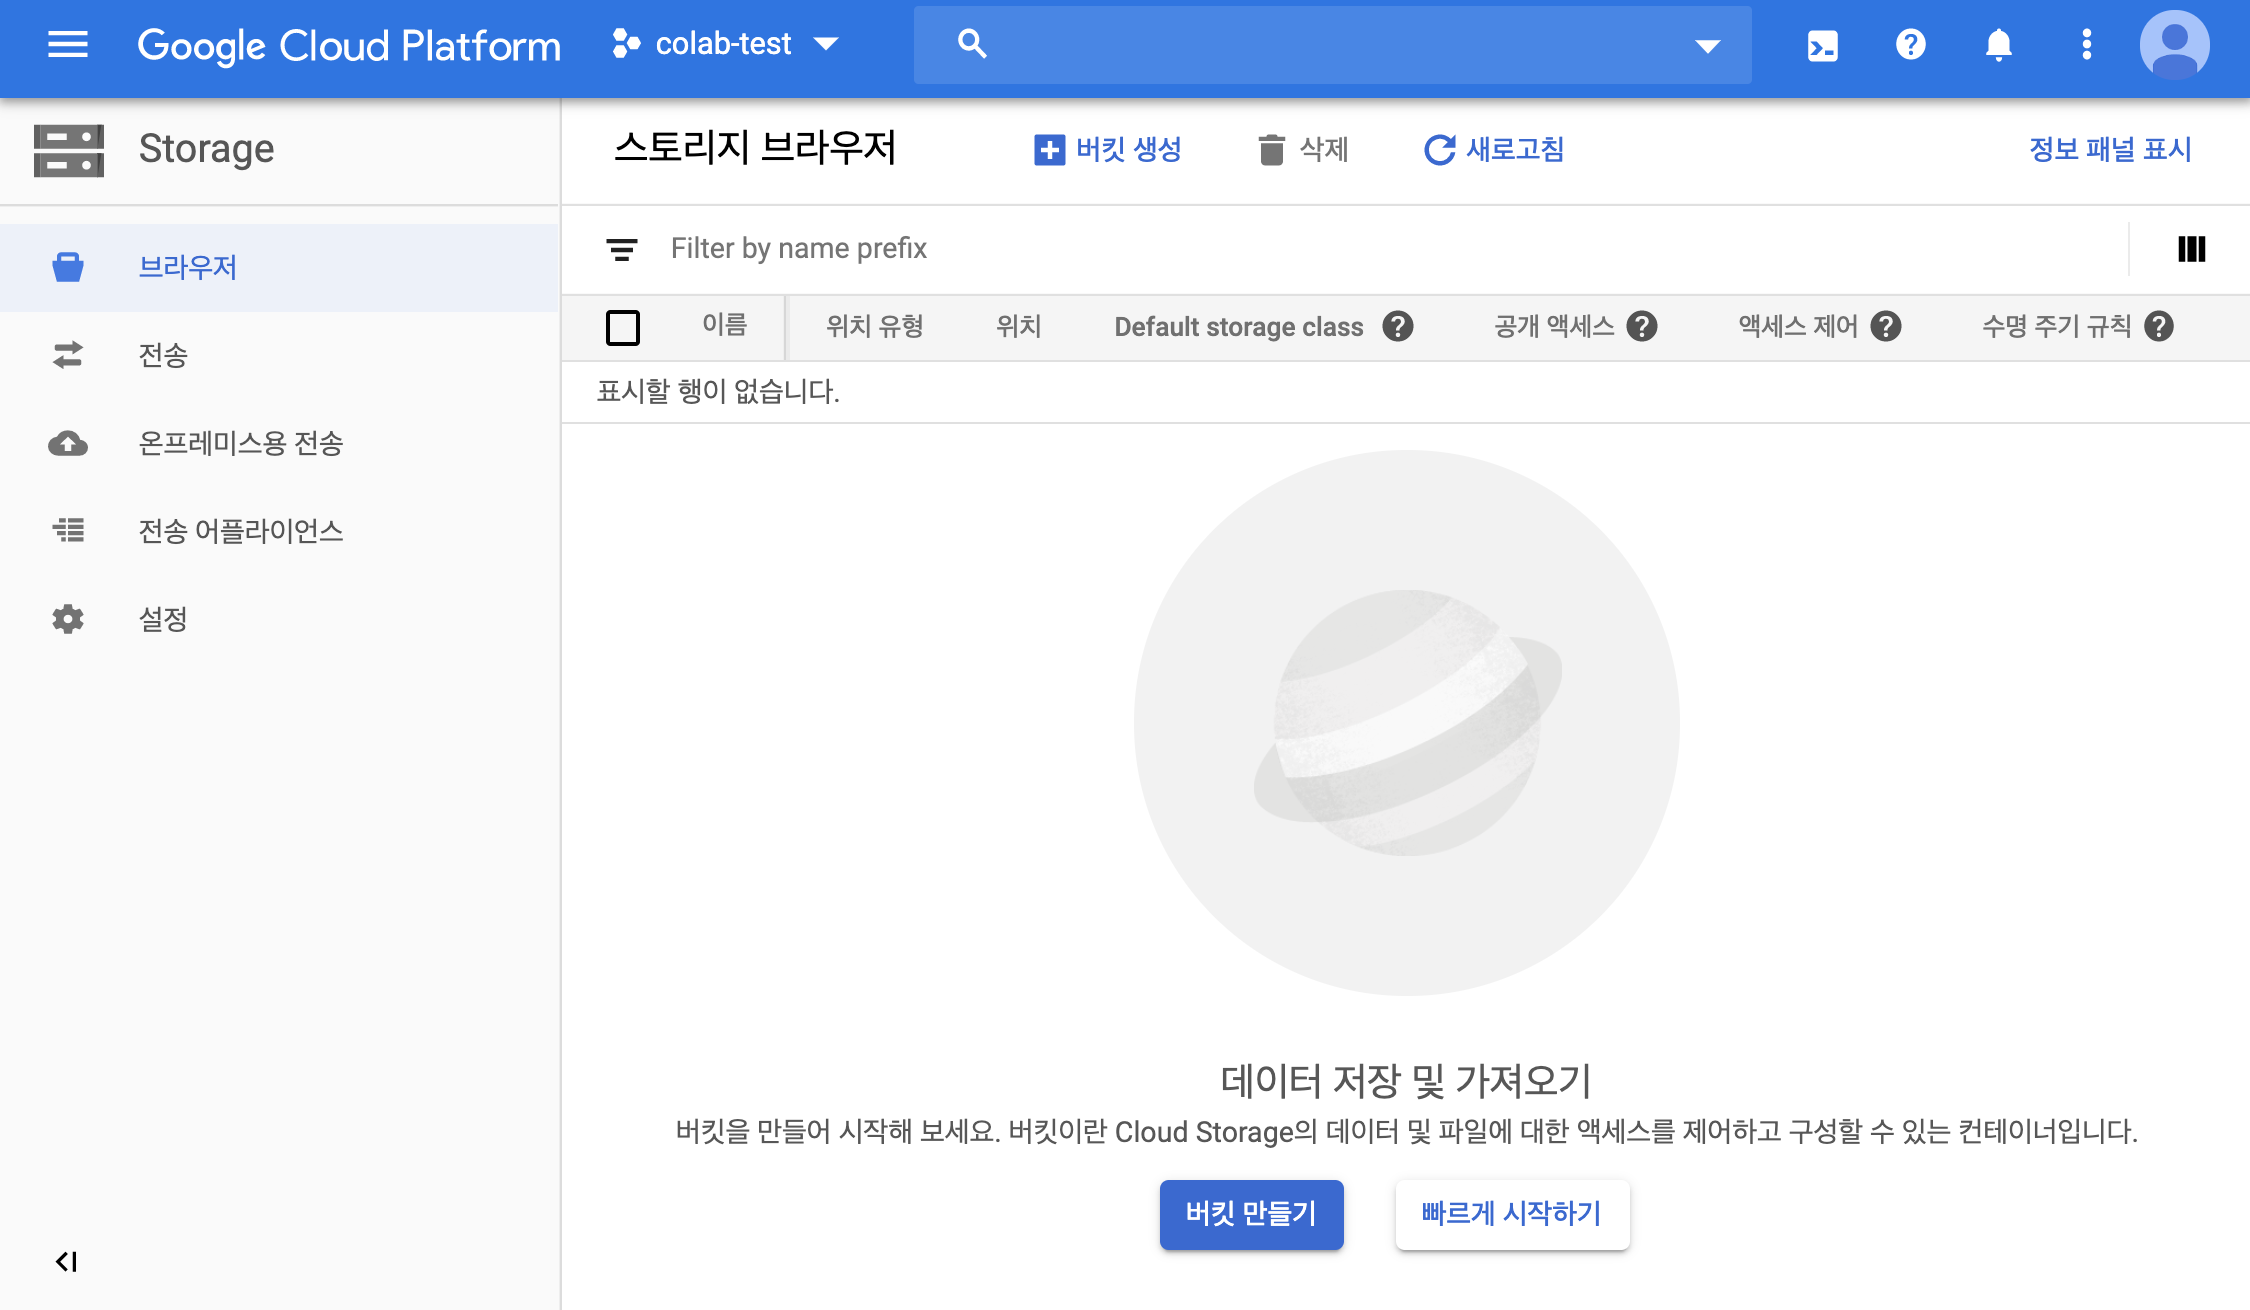 Google Cloud Platform
colab-test
Storage
스토리지 브라우저
버킷 생성
삭제
새로고침
정보 패널 표시
브라우저
전송
온프레미스용 전송
전송 어플라이언스
설정
Filter by name prefix
이름
위치 유형
위치
Default storage class
공개 액세스
액세스 제어
수명 주기 규칙
표시할 행이 없습니다.
데이터 저장 및 가져오기
버킷을 만들어 시작해 보세요. 버킷이란 Cloud Storage의 데이터 및 파일에 대한 액세스를 제어하고 구성할 수 있는 컨테이너입니다.
버킷 만들기
빠르게 시작하기